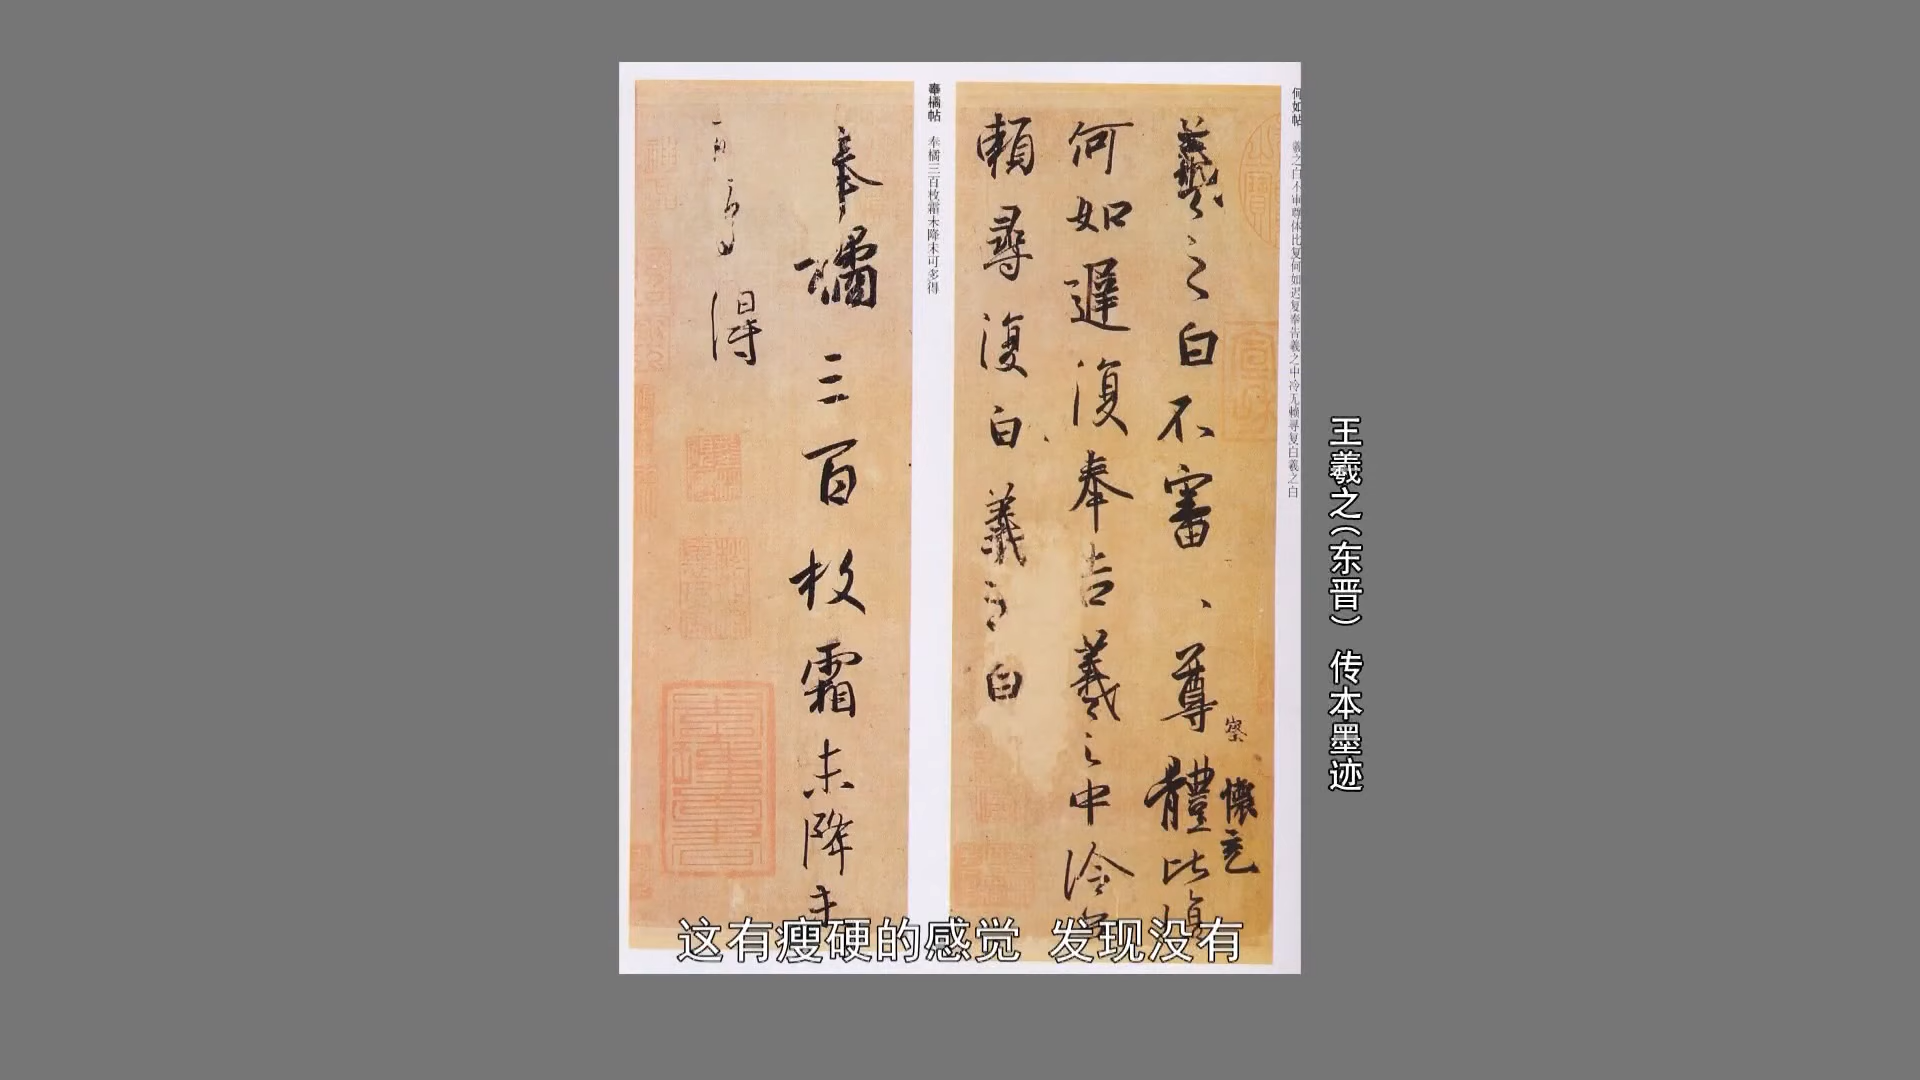 何如帖 羲之白不审尊体比复何如迟复奉告羲之中冷无赖寻复白羲之白
羲之白不審尊體比復
察
懷充
何如遲復奉告羲之中冷無
賴尋復白羲之白
奉橘帖 奉橘三百枚霜未降未可多得
奉橘三百枚霜未降未
可多得
王羲之（东晋） 传本墨迹
这有瘦硬的感觉 发现没有